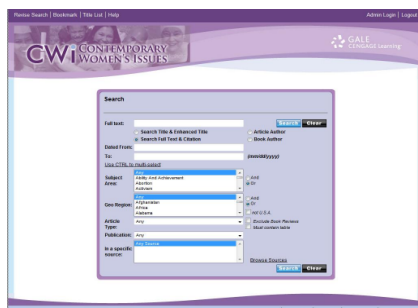 Revise Search | Bookmark | Title List | Help
Admin Login | Logout
CWi CONTEMPORARY WOMEN'S ISSUES
GALE
CENGAGE Learning
Search
Full text:
Search Clear
Search Title & Enhanced Title
Article Author
Search Full Text & Citation
Book Author
Dated From:
To:
(mm/dd/yyyy)
Use CTRL to multi-select!
Subject Area:
Any
Ability And Achievement
Abortion
Activism
And
Or
Geo Region:
Any
Afghanistan
Africa
Alabama
And
Or
not U.S.A.
Article Type:
Any
Exclude Book Reviews
Must contain table
Publication:
Any
In a specific source:
Any Source
Browse Sources
Search Clear